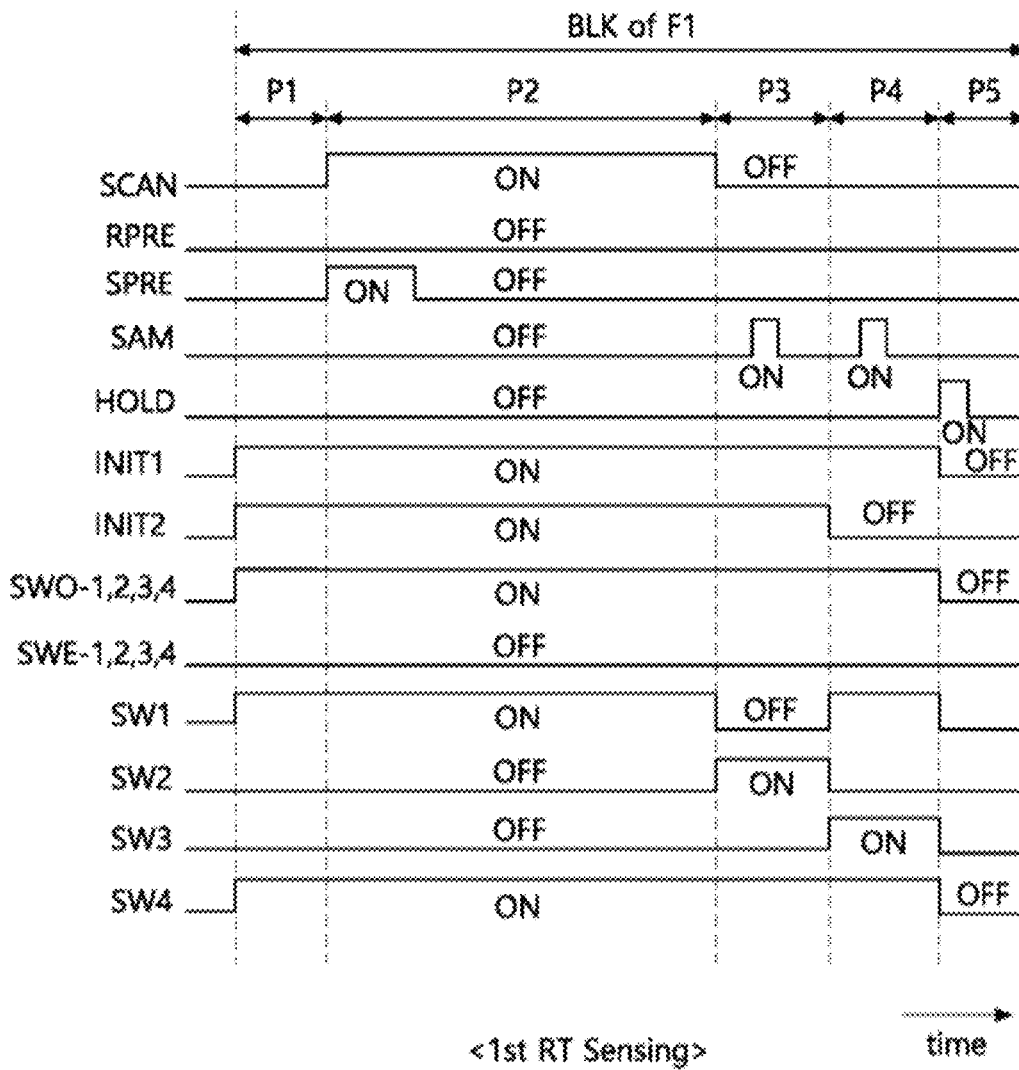 BLK of F1
P1 P2 P3 P4 P5
SCAN ON OFF
RPRE OFF
SPRE ON OFF
SAM OFF ON ON
HOLD OFF ON
INIT1 ON OFF
INIT2 ON OFF
SWO-1,2,3,4 ON OFF
SWE-1,2,3,4 OFF
SW1 ON OFF
SW2 OFF ON
SW3 OFF ON
SW4 ON OFF
<1st RT Sensing> time